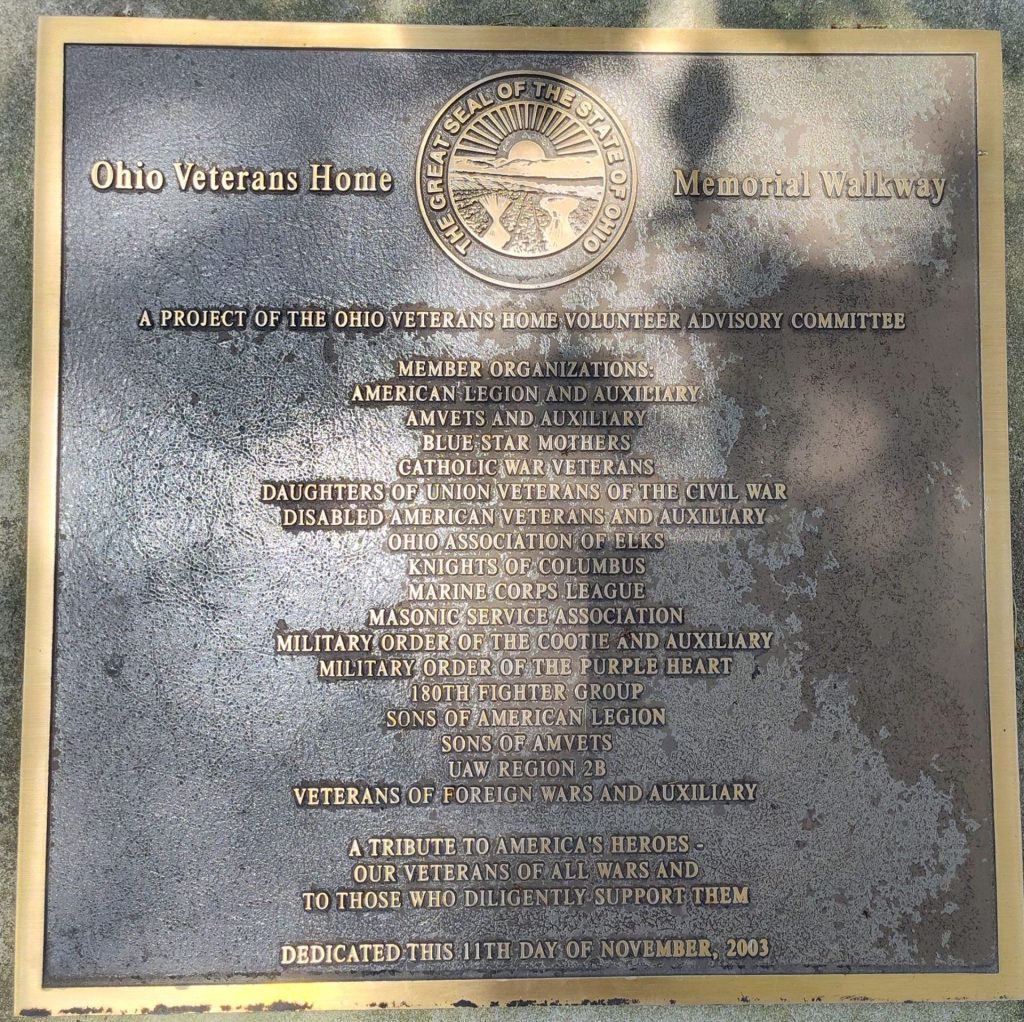 THE GREAT SEAL OF THE STATE OF OHIO
Ohio Veterans Home Memorial Walkway
A PROJECT OF THE OHIO VETERANS HOME VOLUNTEER ADVISORY COMMITTEE
MEMBER ORGANIZATIONS:
AMERICAN LEGION AND AUXILIARY
AMVETS AND AUXILIARY
BLUE STAR MOTHERS
CATHOLIC WAR VETERANS
DAUGHTERS OF UNION VETERANS OF THE CIVIL WAR
DISABLED AMERICAN VETERANS AND AUXILIARY
OHIO ASSOCIATION OF ELKS
KNIGHTS OF COLUMBUS
MARINE CORPS LEAGUE
MASONIC SERVICE ASSOCIATION
MILITARY ORDER OF THE COOTIE AND AUXILIARY
MILITARY ORDER OF THE PURPLE HEART
180TH FIGHTER GROUP
SONS OF AMERICAN LEGION
SONS OF AMVETS
UAW REGION 2B
VETERANS OF FOREIGN WARS AND AUXILIARY
A TRIBUTE TO AMERICA'S HEROES -
OUR VETERANS OF ALL WARS AND
TO THOSE WHO DILIGENTLY SUPPORT THEM
DEDICATED THIS 11TH DAY OF NOVEMBER, 2003